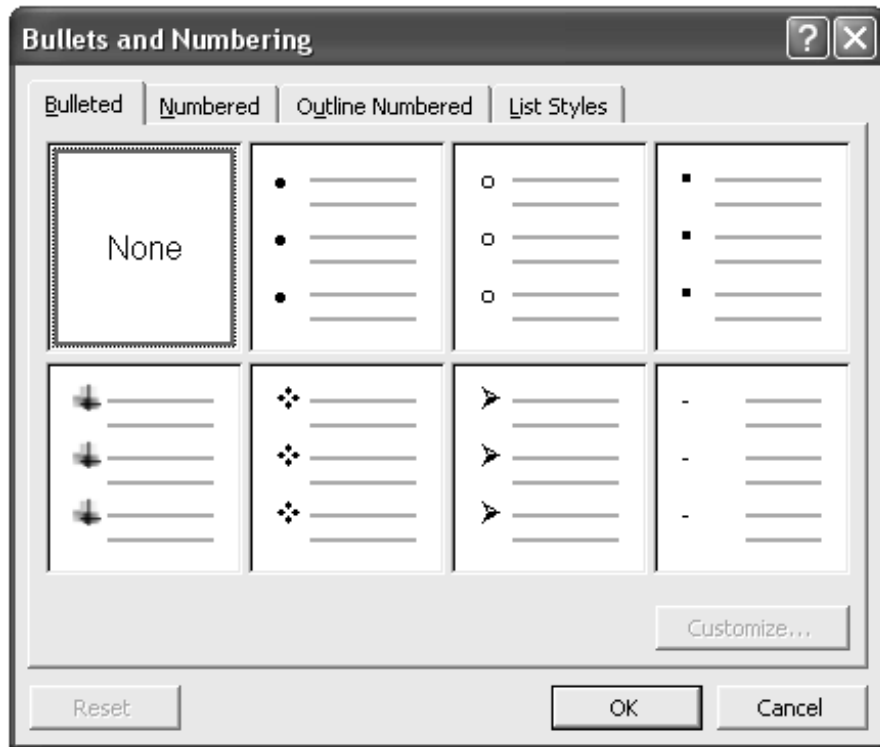 Bullets and Numbering
Bulleted Numbered Outline Numbered List Styles
None
Customize...
Reset OK Cancel